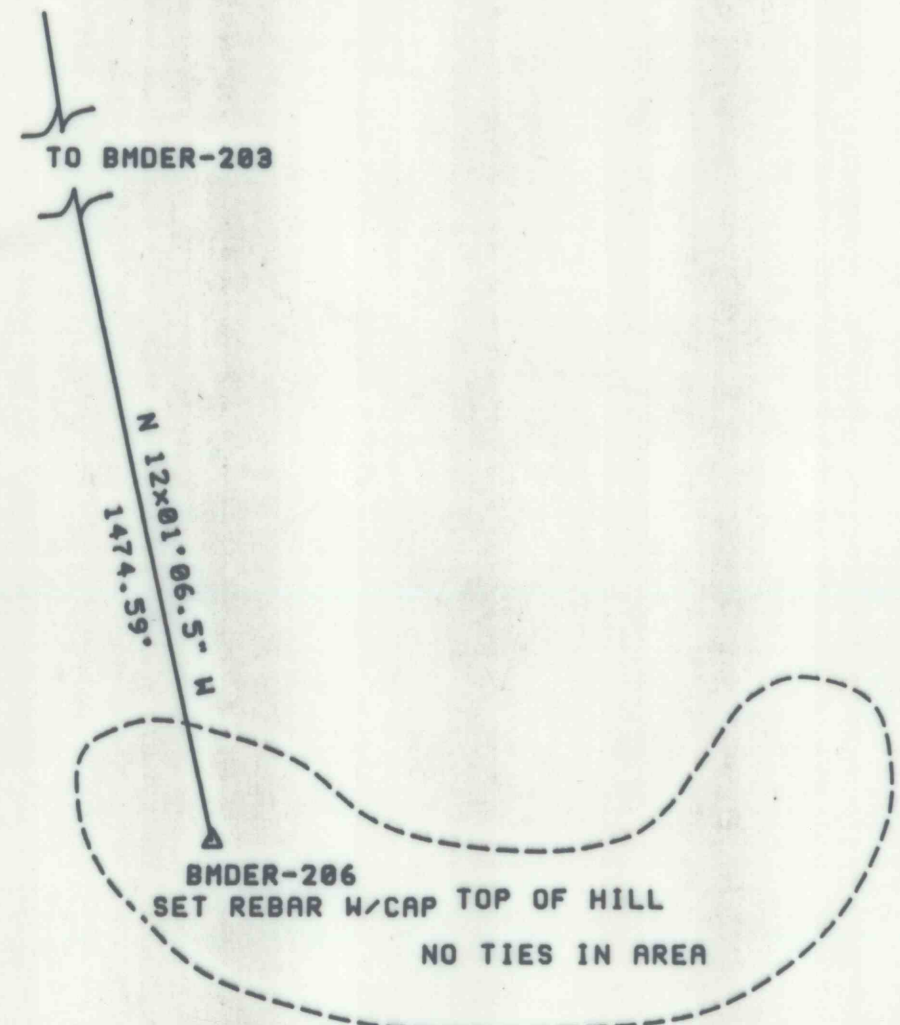 TO BMDER-203
N 12x01'06.5" W
1474.59'
BMDER-206
SET REBAR W/CAP TOP OF HILL
NO TIES IN AREA